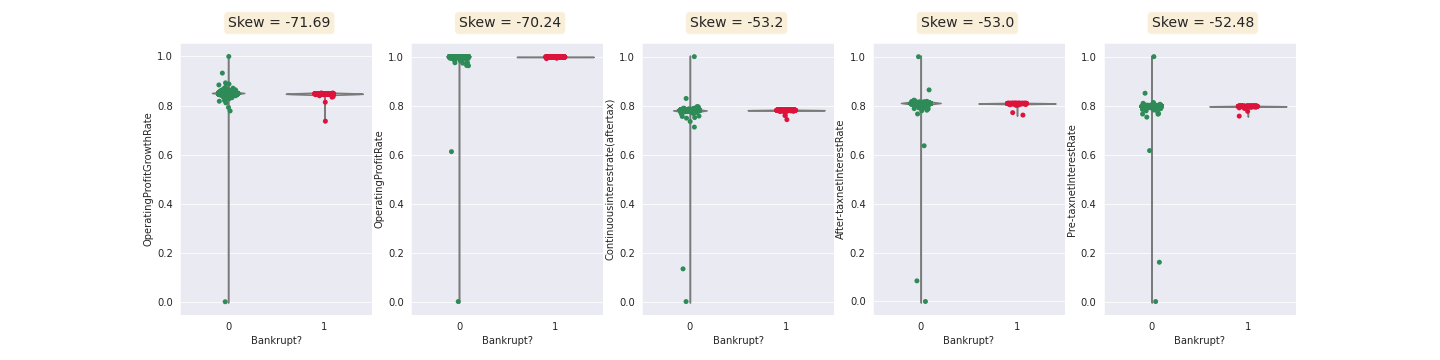 Skew = -71.69
OperatingProfitGrowthRate
1.0
0.8
0.6
0.4
0.2
0.0
0 1
Bankrupt?
Skew = -70.24
OperatingProfitRate
1.0
0.8
0.6
0.4
0.2
0.0
0 1
Bankrupt?
Skew = -53.2
Continuousinterestrate(aftertax)
1.0
0.8
0.6
0.4
0.2
0.0
0 1
Bankrupt?
Skew = -53.0
After-taxnetInterestRate
1.0
0.8
0.6
0.4
0.2
0.0
0 1
Bankrupt?
Skew = -52.48
Pre-taxnetInterestRate
1.0
0.8
0.6
0.4
0.2
0.0
0 1
Bankrupt?